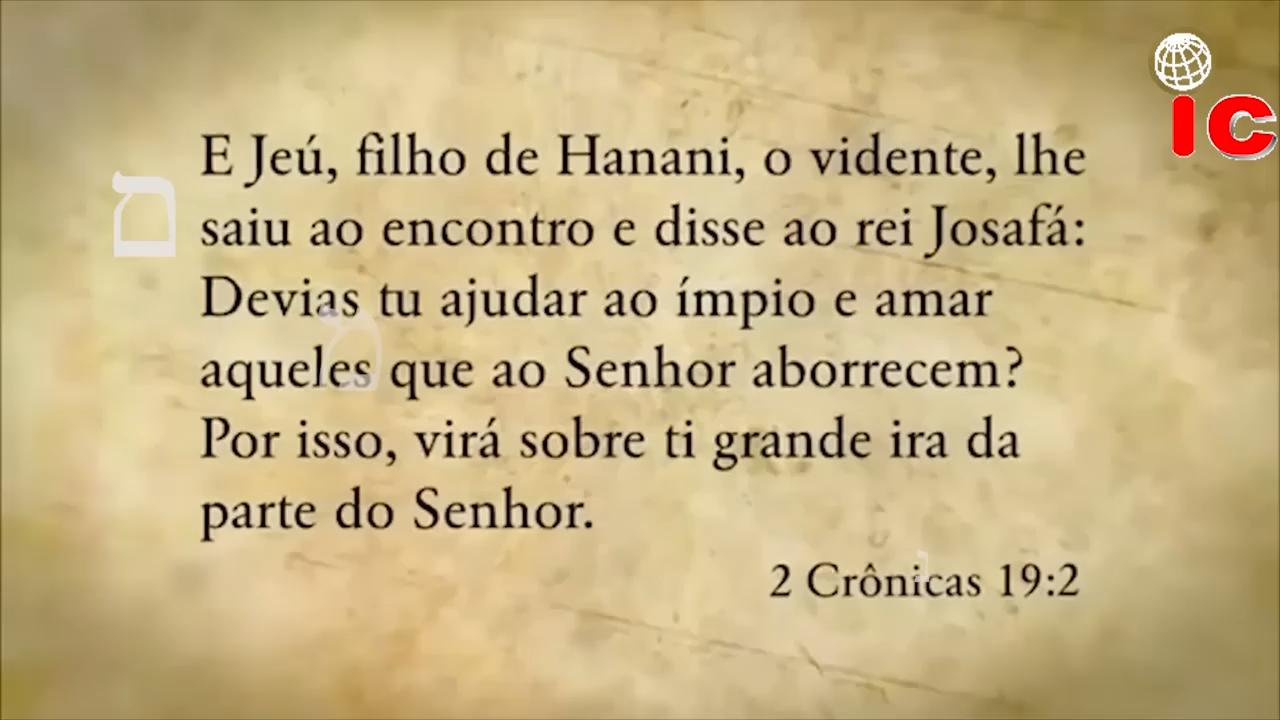 IC
E Jeú, filho de Hanani, o vidente, lhe
saiu ao encontro e disse ao rei Josafá:
Devias tu ajudar ao ímpio e amar
aqueles que ao Senhor aborrecem?
Por isso, virá sobre ti grande ira da
parte do Senhor.
2 Crônicas 19:2
ם